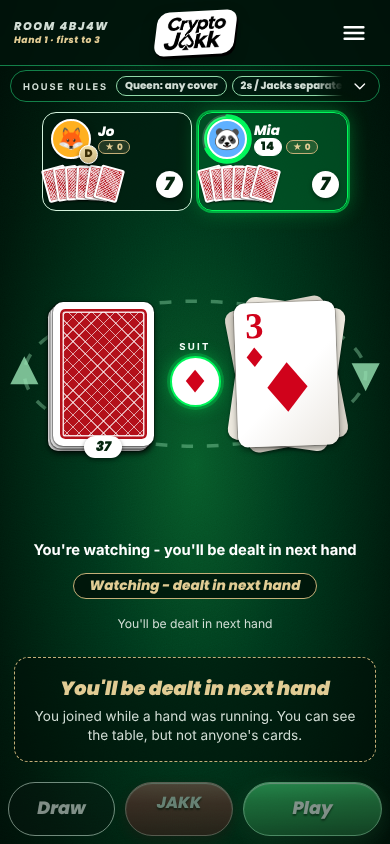 ROOM 4BJ4W
Hand 1 · first to 3
Crypto
Jakk
HOUSE RULES
Queen: any cover
2s / Jacks separate
Jo
D
★ 0
7
Mia
14
★ 0
7
SUIT
3
37
You're watching - you'll be dealt in next hand
Watching - dealt in next hand
You'll be dealt in next hand
You'll be dealt in next hand
You joined while a hand was running. You can see
the table, but not anyone's cards.
Draw
JAKK
Play